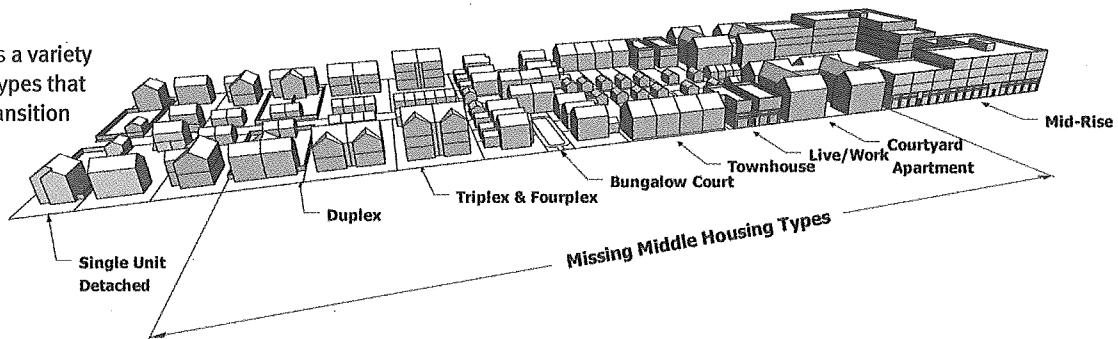 s a variety
ypes that
ansition
Single Unit
Detached
Duplex
Triplex & Fourplex
Bungalow Court
Townhouse
Live/Work
Courtyard
Apartment
Mid-Rise
Missing Middle Housing Types